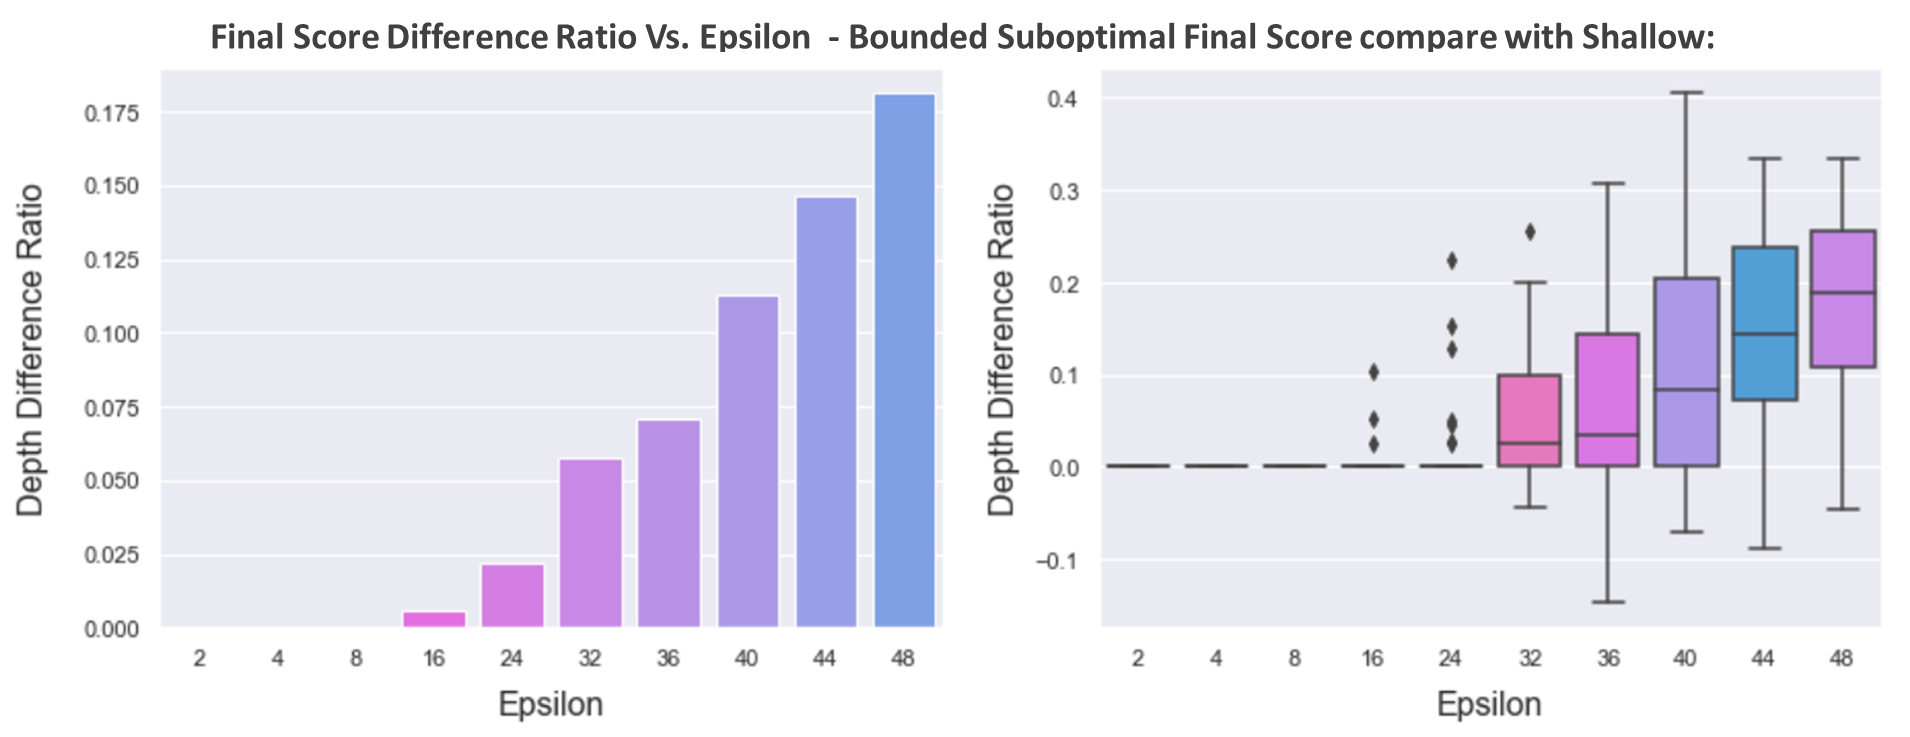 Final Score Difference Ratio Vs. Epsilon - Bounded Suboptimal Final Score compare with Shallow:
Depth Difference Ratio
0.175
0.150
0.125
0.100
0.075
0.050
0.025
0.000
2 4 8 16 24 32 36 40 44 48
Epsilon
Depth Difference Ratio
0.4
0.3
0.2
0.1
0.0
−0.1
2 4 8 16 24 32 36 40 44 48
Epsilon